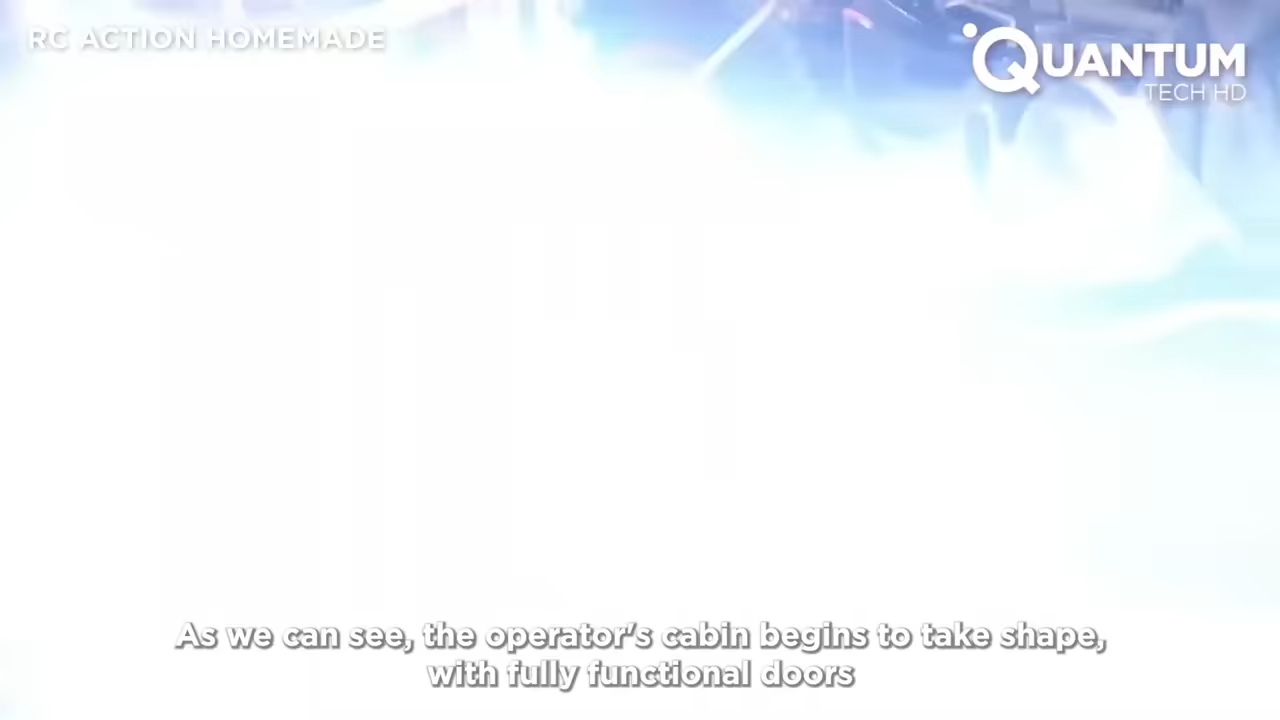 RC ACTION HOMEMADE
QUANTUM
TECH HD
As we can see, the operator's cabin begins to take shape,
with fully functional doors